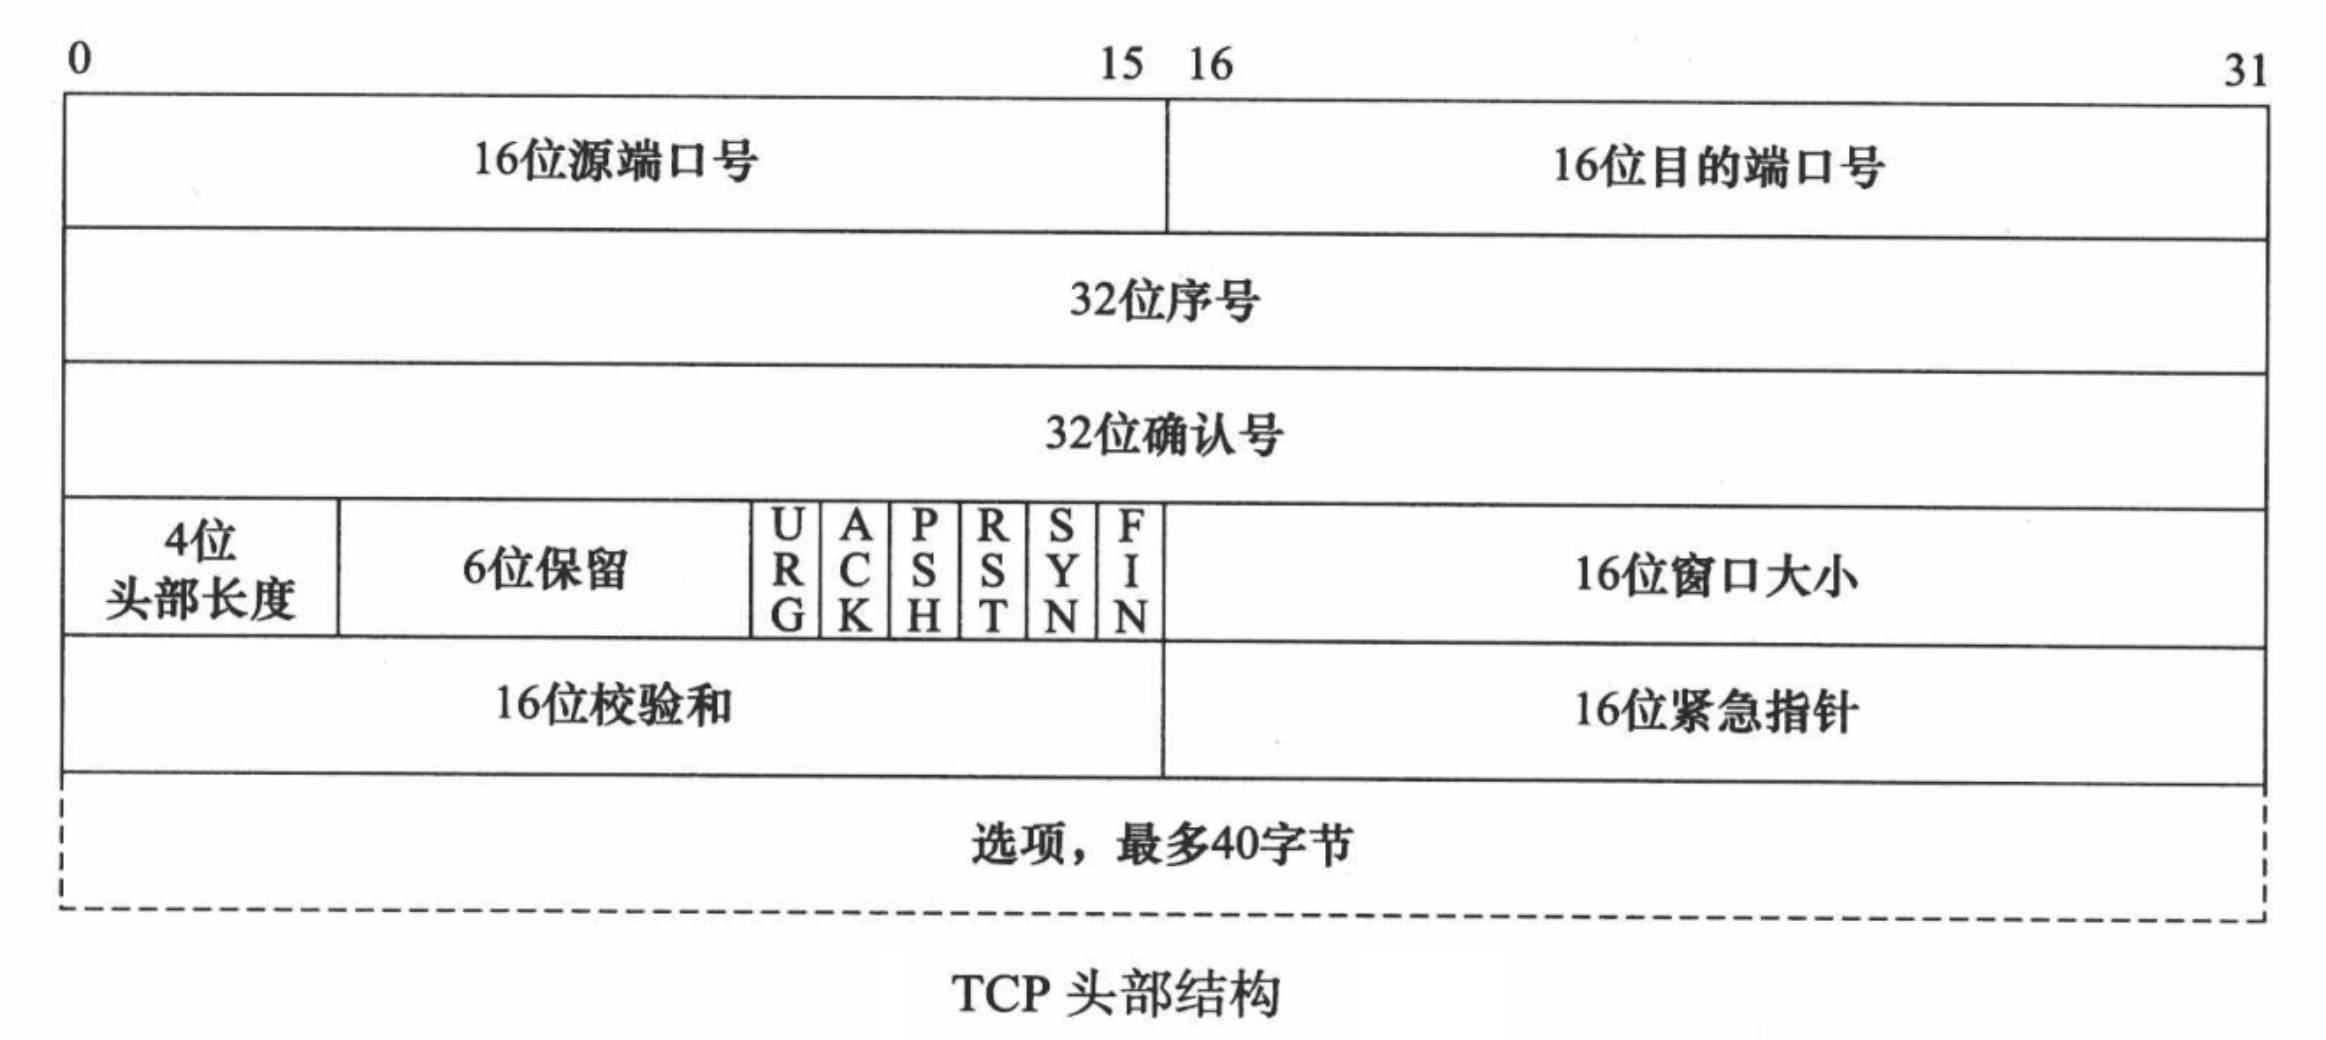 0 15 16 31
16位源端口号 16位目的端口号
32位序号
32位确认号
4位
头部长度
6位保留
URG
ACK
PSH
RST
SYN
FIN
16位窗口大小
16位校验和 16位紧急指针
选项，最多40字节
TCP 头部结构